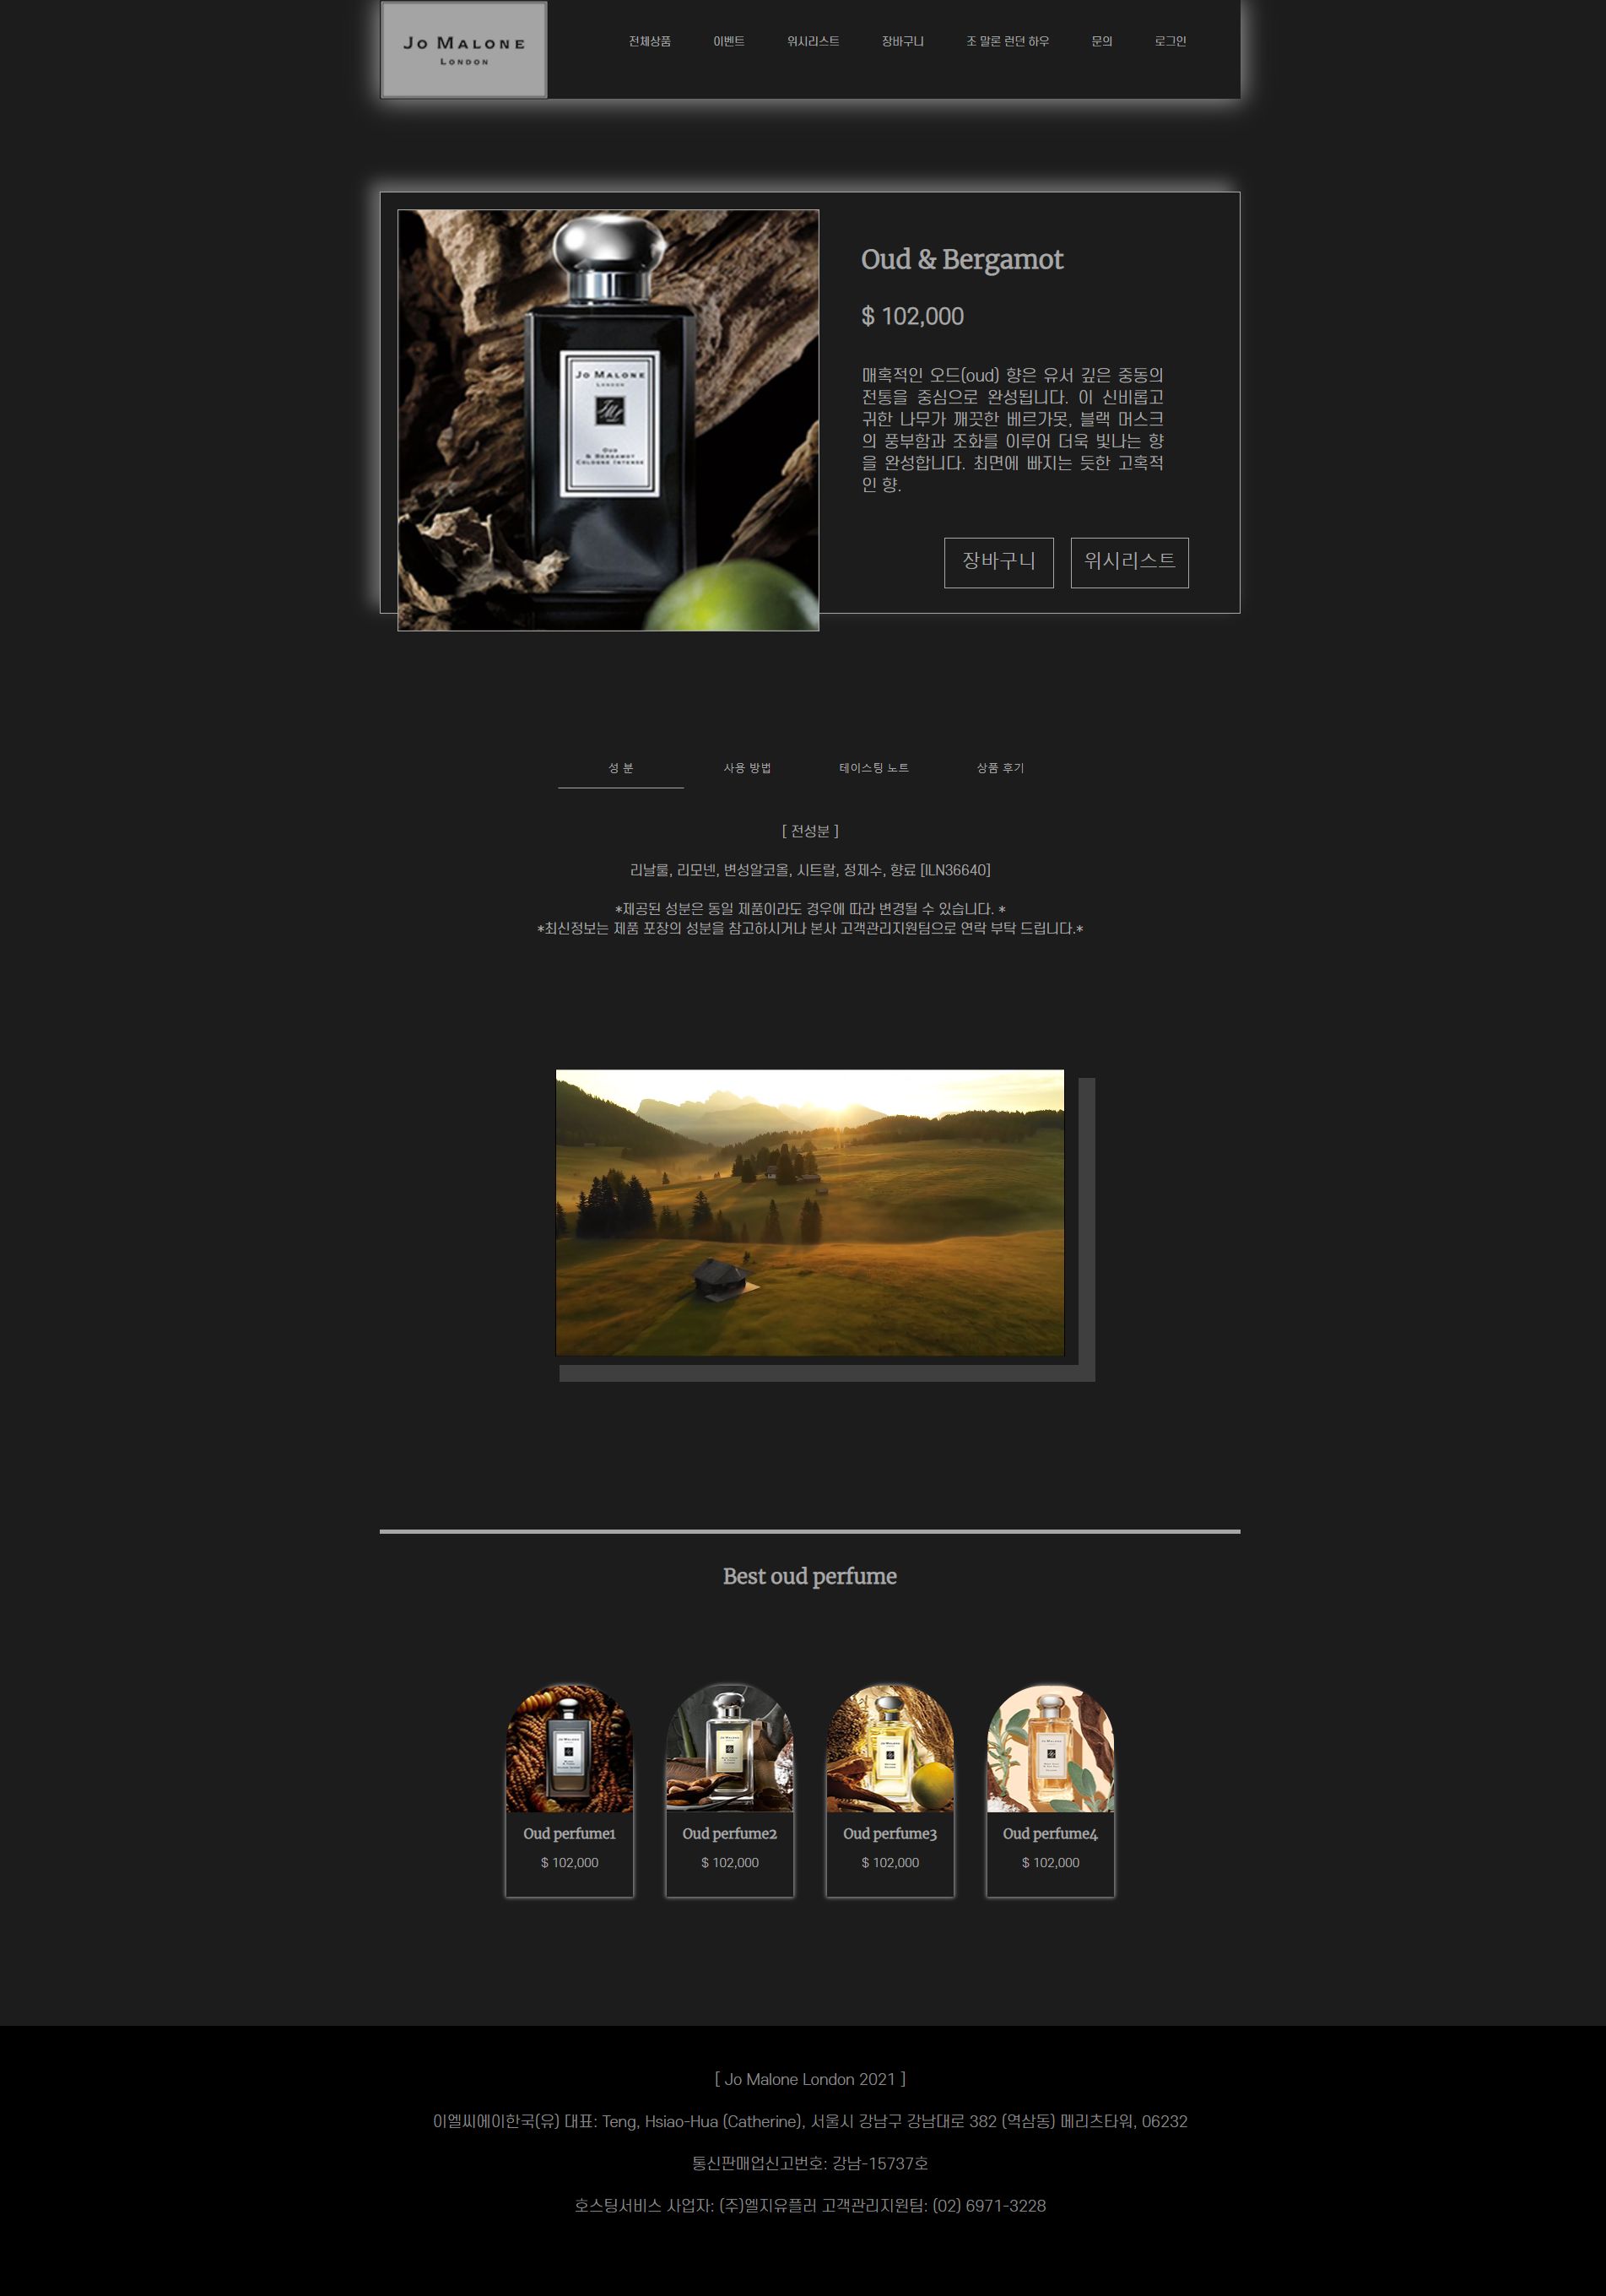 JO MALONE
LONDON
전체상품 이벤트 위시리스트 장바구니 조 말론 런던 하우 문의 로그인
JO MALONE
LONDON
OUD
& BERGAMOT
COLOGNE INTENSE
Oud & Bergamot
$ 102,000
매혹적인 오드(oud) 향은 유서 깊은 중동의
전통을 중심으로 완성됩니다. 이 신비롭고
귀한 나무가 깨끗한 베르가못, 블랙 머스크
의 풍부함과 조화를 이루어 더욱 빛나는 향
을 완성합니다. 최면에 빠지는 듯한 고혹적
인 향.
장바구니 위시리스트
성 분 사용 방법 테이스팅 노트 상품 후기
[ 전성분 ]
리날룰, 리모넨, 변성알코올, 시트랄, 정제수, 향료 [ILN36640]
*제공된 성분은 동일 제품이라도 경우에 따라 변경될 수 있습니다. *
*최신정보는 제품 포장의 성분을 참고하시거나 본사 고객관리지원팀으로 연락 부탁 드립니다.*
Best oud perfume
JO MALONE JO MALONE JO MALONE JO MALONE
Oud perfume1 Oud perfume2 Oud perfume3 Oud perfume4
$ 102,000 $ 102,000 $ 102,000 $ 102,000
[ Jo Malone London 2021 ]
이엘씨에이한국(유) 대표: Teng, Hsiao-Hua (Catherine), 서울시 강남구 강남대로 382 (역삼동) 메리츠타워, 06232
통신판매업신고번호: 강남-15737호
호스팅서비스 사업자: (주)엘지유플러 고객관리지원팀: (02) 6971-3228